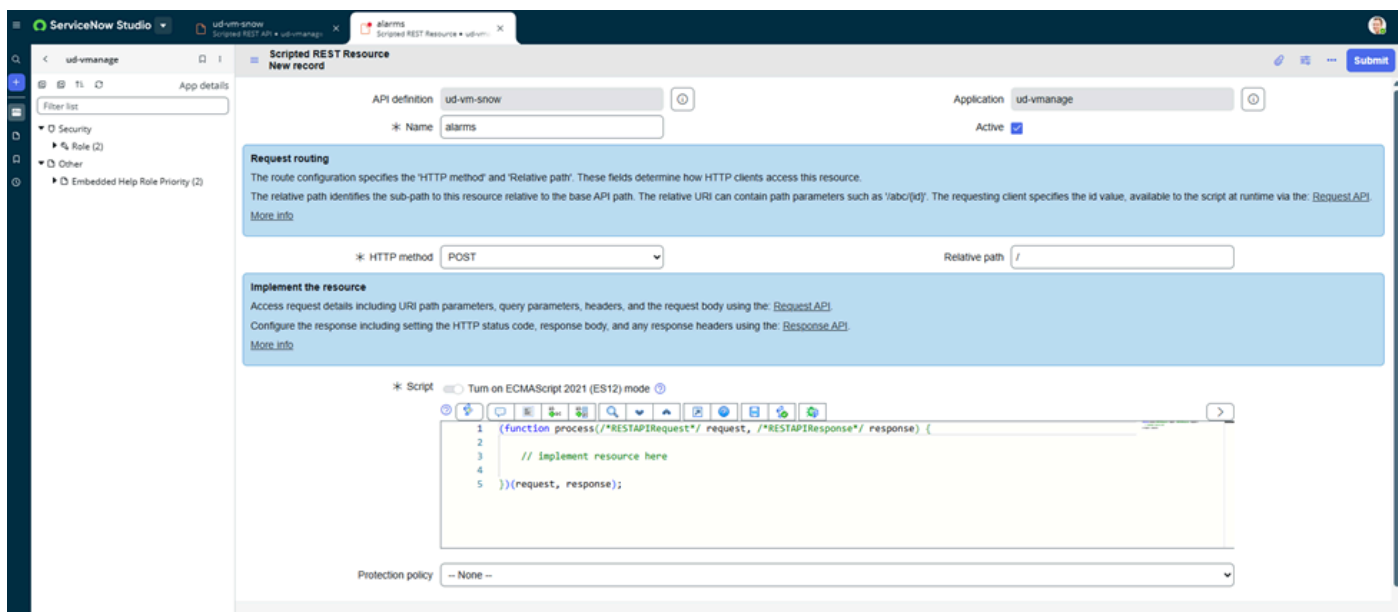 ServiceNow Studio
ud-vm-snow
Scripted REST API • ud-vmanage
alarms
Scripted REST Resource • ud-vm
ud-vmanage
App details
Filter list
Security
Role (2)
Other
Embedded Help Role Priority (2)
Scripted REST Resource
New record
Submit
API definition ud-vm-snow
Application ud-vmanage
Name alarms
Active
Request routing
The route configuration specifies the 'HTTP method' and 'Relative path'. These fields determine how HTTP clients access this resource.
The relative path identifies the sub-path to this resource relative to the base API path. The relative URI can contain path parameters such as '/abc/{id}'. The requesting client specifies the id value, available to the script at runtime via the: Request API.
More info
HTTP method POST
Relative path /
Implement the resource
Access request details including URI path parameters, query parameters, headers, and the request body using the: Request API.
Configure the response including setting the HTTP status code, response body, and any response headers using the: Response API.
More info
Script Turn on ECMAScript 2021 (ES12) mode
1 (function process(/*RESTAPIRequest*/ request, /*RESTAPIResponse*/ response) {
2
3 // implement resource here
4
5 })(request, response);
Protection policy -- None --